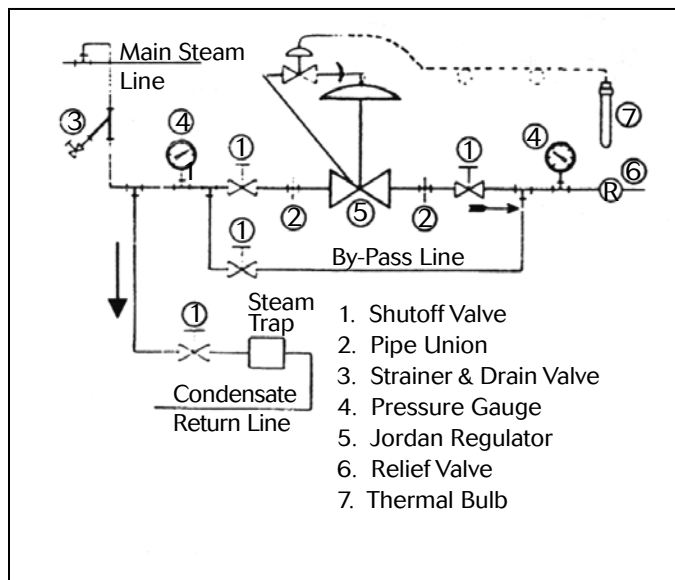 Main Steam
Line
3
4
1
4
7
6
R
2
5
2
1
1
By-Pass Line
Steam
Trap
1
Condensate
Return Line
1. Shutoff Valve
2. Pipe Union
3. Strainer & Drain Valve
4. Pressure Gauge
5. Jordan Regulator
6. Relief Valve
7. Thermal Bulb